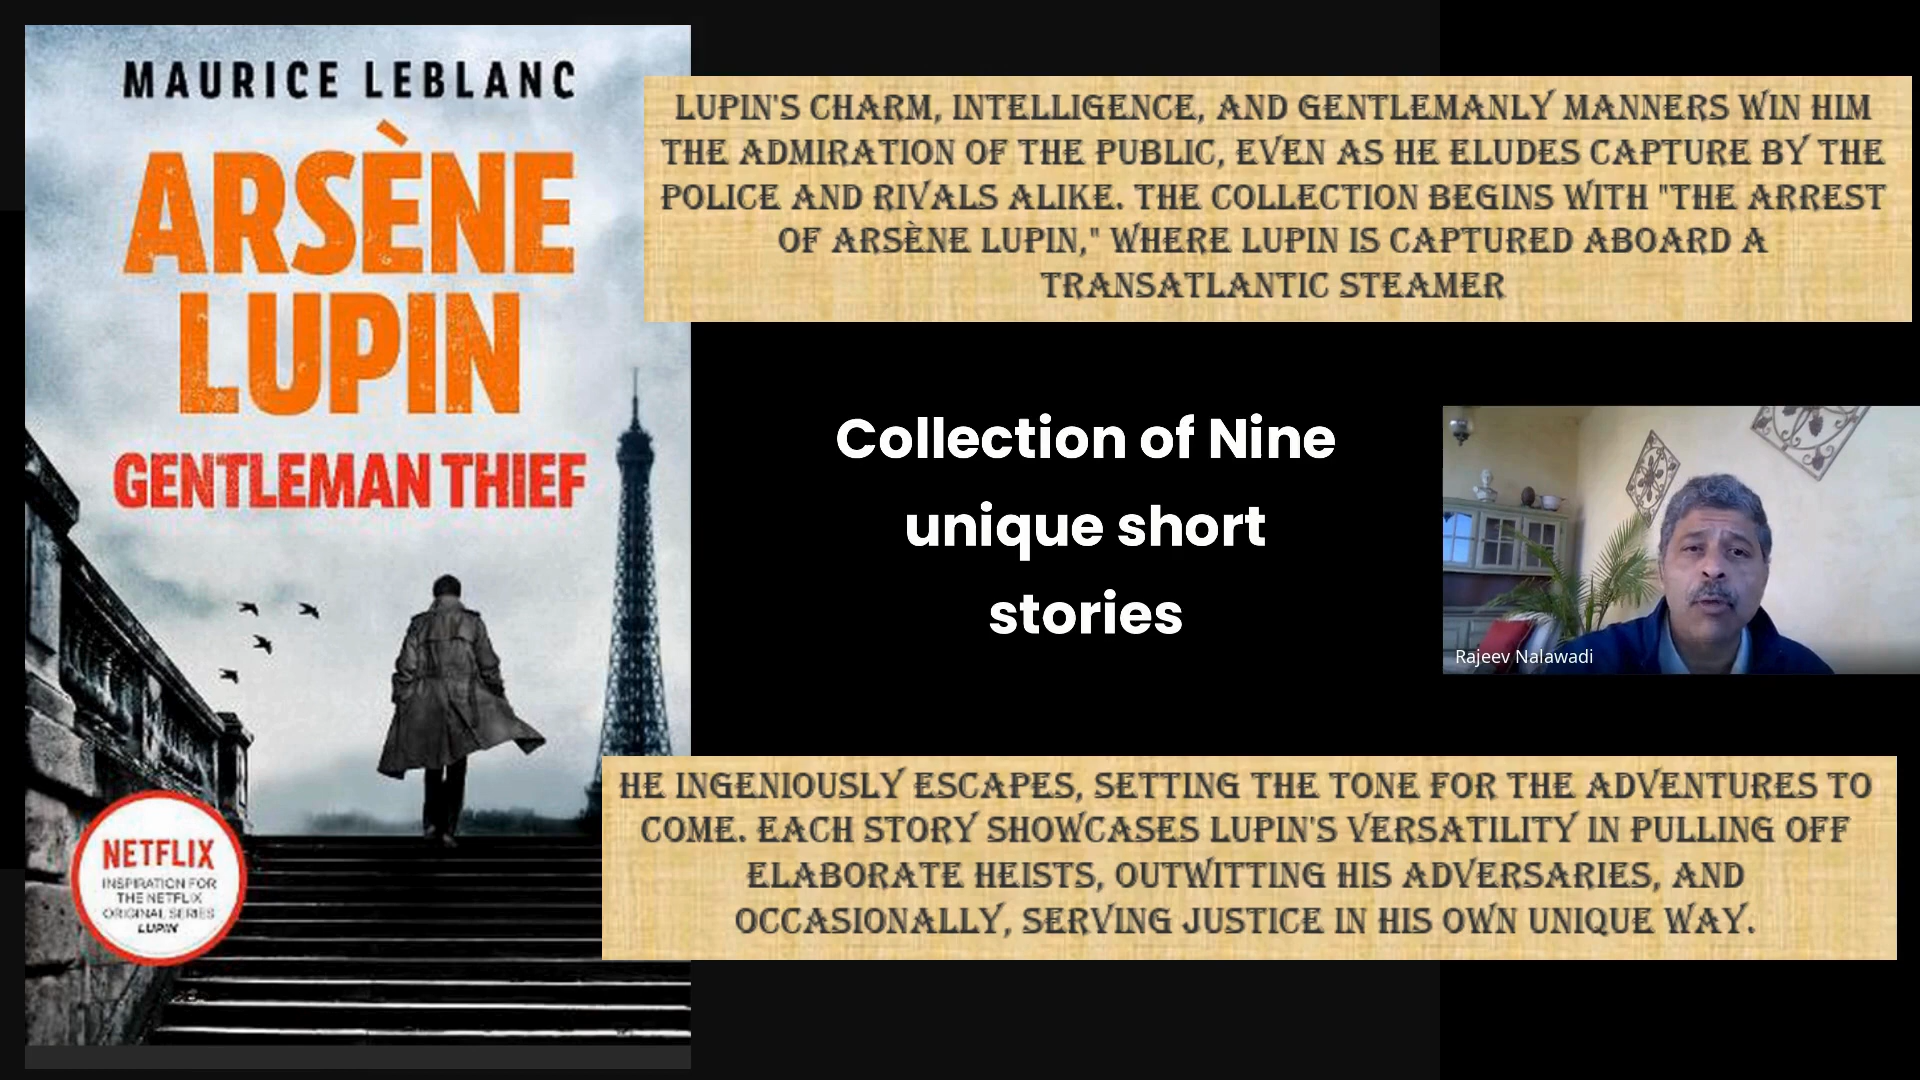 MAURICE LEBLANC
ARSÈNE
LUPIN
GENTLEMAN THIEF
NETFLIX
INSPIRATION FOR
THE NETFLIX
ORIGINAL SERIES
LUPIN
LUPIN'S CHARM, INTELLIGENCE, AND GENTLEMANLY MANNERS WIN HIM
THE ADMIRATION OF THE PUBLIC, EVEN AS HE ELUDES CAPTURE BY THE
POLICE AND RIVALS ALIKE. THE COLLECTION BEGINS WITH "THE ARREST
OF ARSÈNE LUPIN," WHERE LUPIN IS CAPTURED ABOARD A
TRANSATLANTIC STEAMER
Collection of Nine
unique short
stories
Rajeev Nalawadi
HE INGENIOUSLY ESCAPES, SETTING THE TONE FOR THE ADVENTURES TO
COME. EACH STORY SHOWCASES LUPIN'S VERSATILITY IN PULLING OFF
ELABORATE HEISTS, OUTWITTING HIS ADVERSARIES, AND
OCCASIONALLY, SERVING JUSTICE IN HIS OWN UNIQUE WAY.